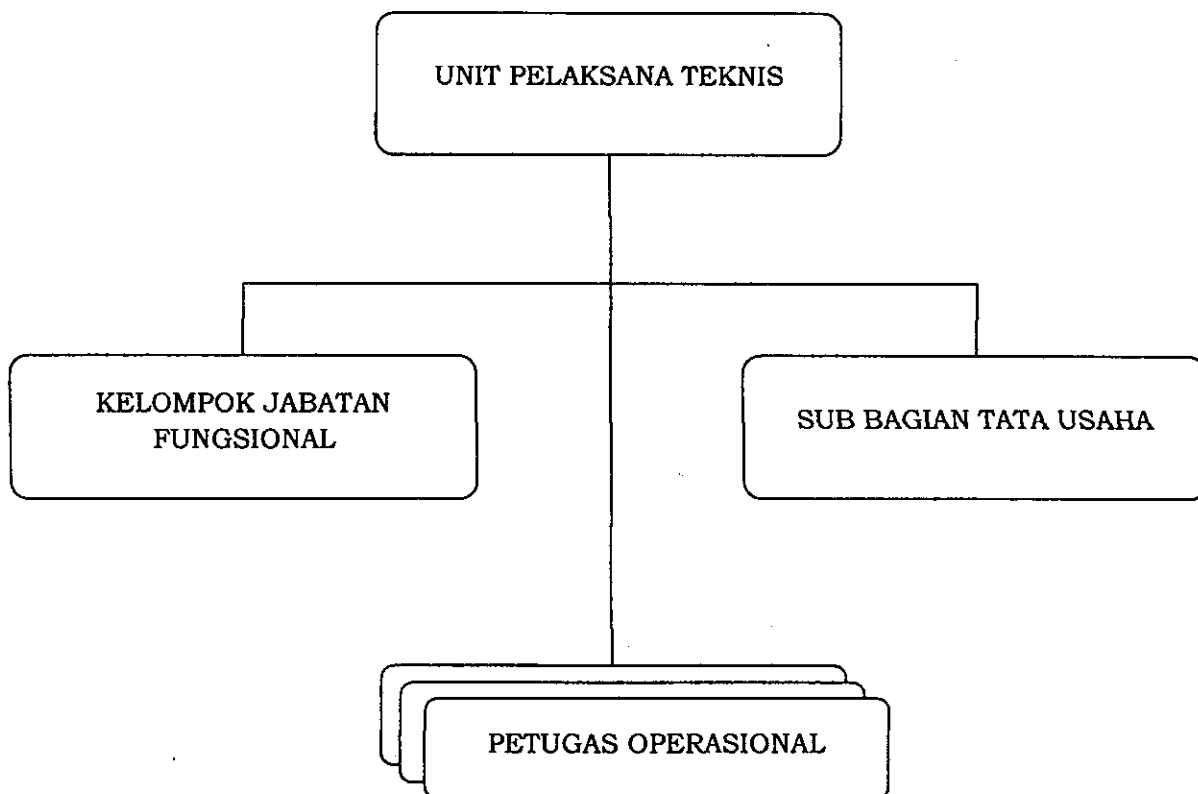 UNIT PELAKSANA TEKNIS
KELOMPOK JABATAN
FUNGSIONAL
SUB BAGIAN TATA USAHA
PETUGAS OPERASIONAL